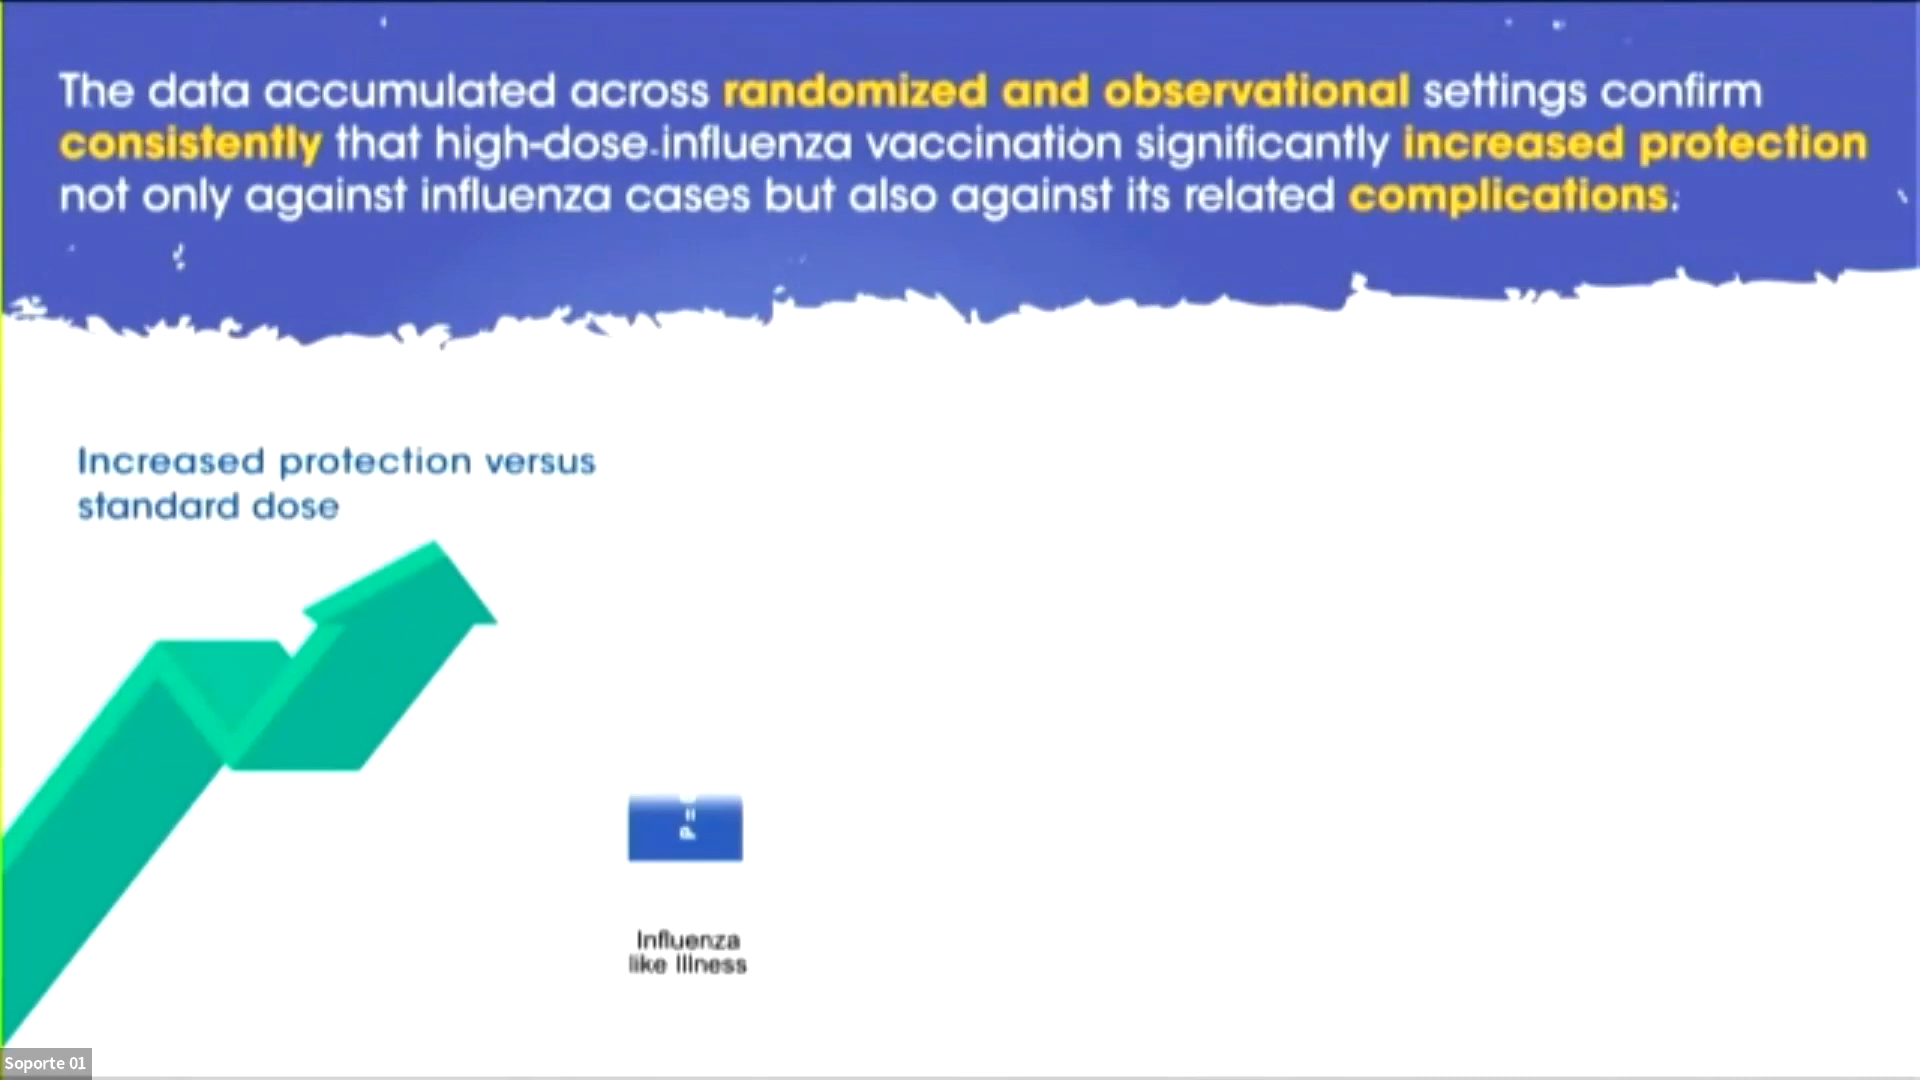 The data accumulated across randomized and observational settings confirm
consistently that high-dose influenza vaccination significantly increased protection
not only against influenza cases but also against its related complications.
Increased protection versus
standard dose
P =
Influenza
like Illness
Soporte 01